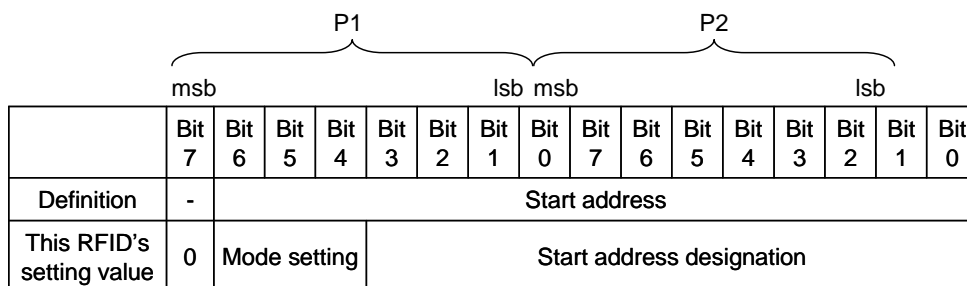 P1 P2
msb lsb msb lsb
Bit 7 Bit 6 Bit 5 Bit 4 Bit 3 Bit 2 Bit 1 Bit 0 Bit 7 Bit 6 Bit 5 Bit 4 Bit 3 Bit 2 Bit 1 Bit 0
Definition - Start address
This RFID's
setting value 0 Mode setting Start address designation